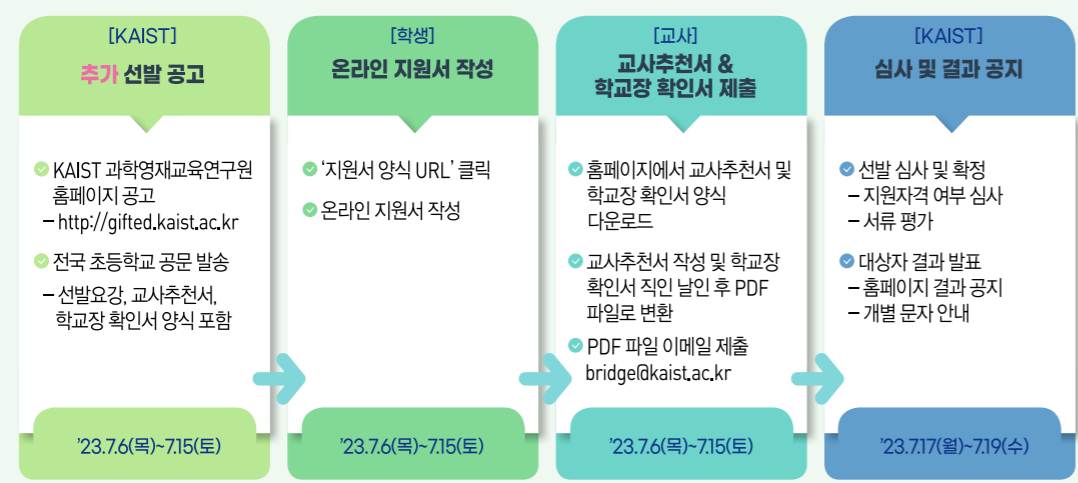 [KAIST]
추가 선발 공고
KAIST 과학영재교육연구원
홈페이지 공고
– http://gifted.kaist.ac.kr
전국 초등학교 공문 발송
– 선발요강, 교사추천서,
학교장 확인서 양식 포함
’23.7.6(목)~7.15(토)
[학생]
온라인 지원서 작성
‘지원서 양식 URL’ 클릭
온라인 지원서 작성
’23.7.6(목)~7.15(토)
[교사]
교사추천서 &
학교장 확인서 제출
홈페이지에서 교사추천서 및
학교장 확인서 양식
다운로드
교사추천서 작성 및 학교장
확인서 직인 날인 후 PDF
파일로 변환
PDF 파일 이메일 제출
bridge@kaist.ac.kr
’23.7.6(목)~7.15(토)
[KAIST]
심사 및 결과 공지
선발 심사 및 확정
– 지원자격 여부 심사
– 서류 평가
대상자 결과 발표
– 홈페이지 결과 공지
– 개별 문자 안내
’23.7.17(월)~7.19(수)